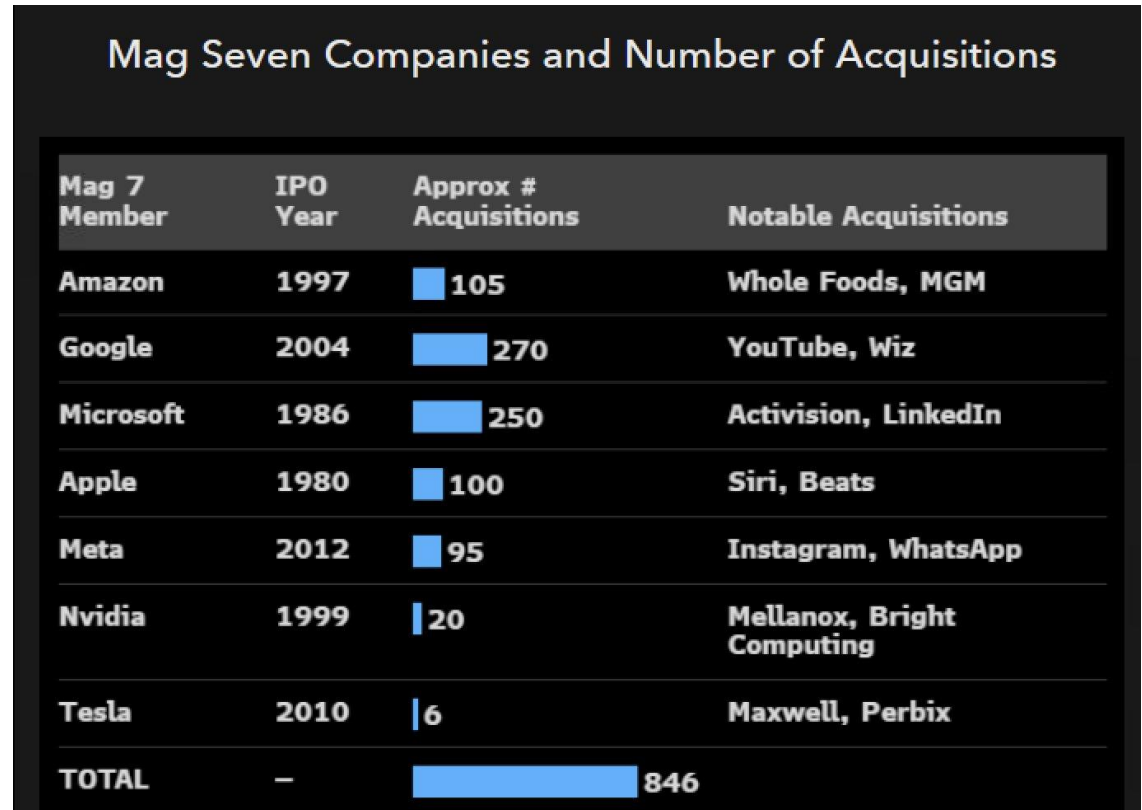 Mag Seven Companies and Number of Acquisitions
Mag 7 Member IPO Year Approx # Acquisitions Notable Acquisitions
Amazon 1997 105 Whole Foods, MGM
Google 2004 270 YouTube, Wiz
Microsoft 1986 250 Activision, LinkedIn
Apple 1980 100 Siri, Beats
Meta 2012 95 Instagram, WhatsApp
Nvidia 1999 20 Mellanox, Bright
Computing
Tesla 2010 6 Maxwell, Perbix
TOTAL – 846